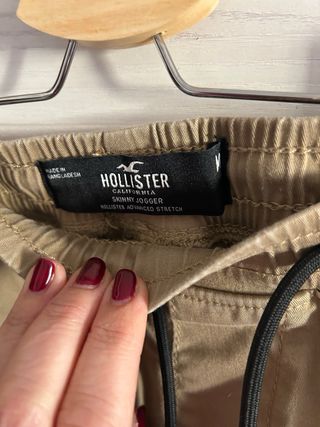 MADE IN
BANGLADESH
HOLLISTER
CALIFORNIA
SKINNY JOGGER
HOLLISTER ADVANCED STRETCH